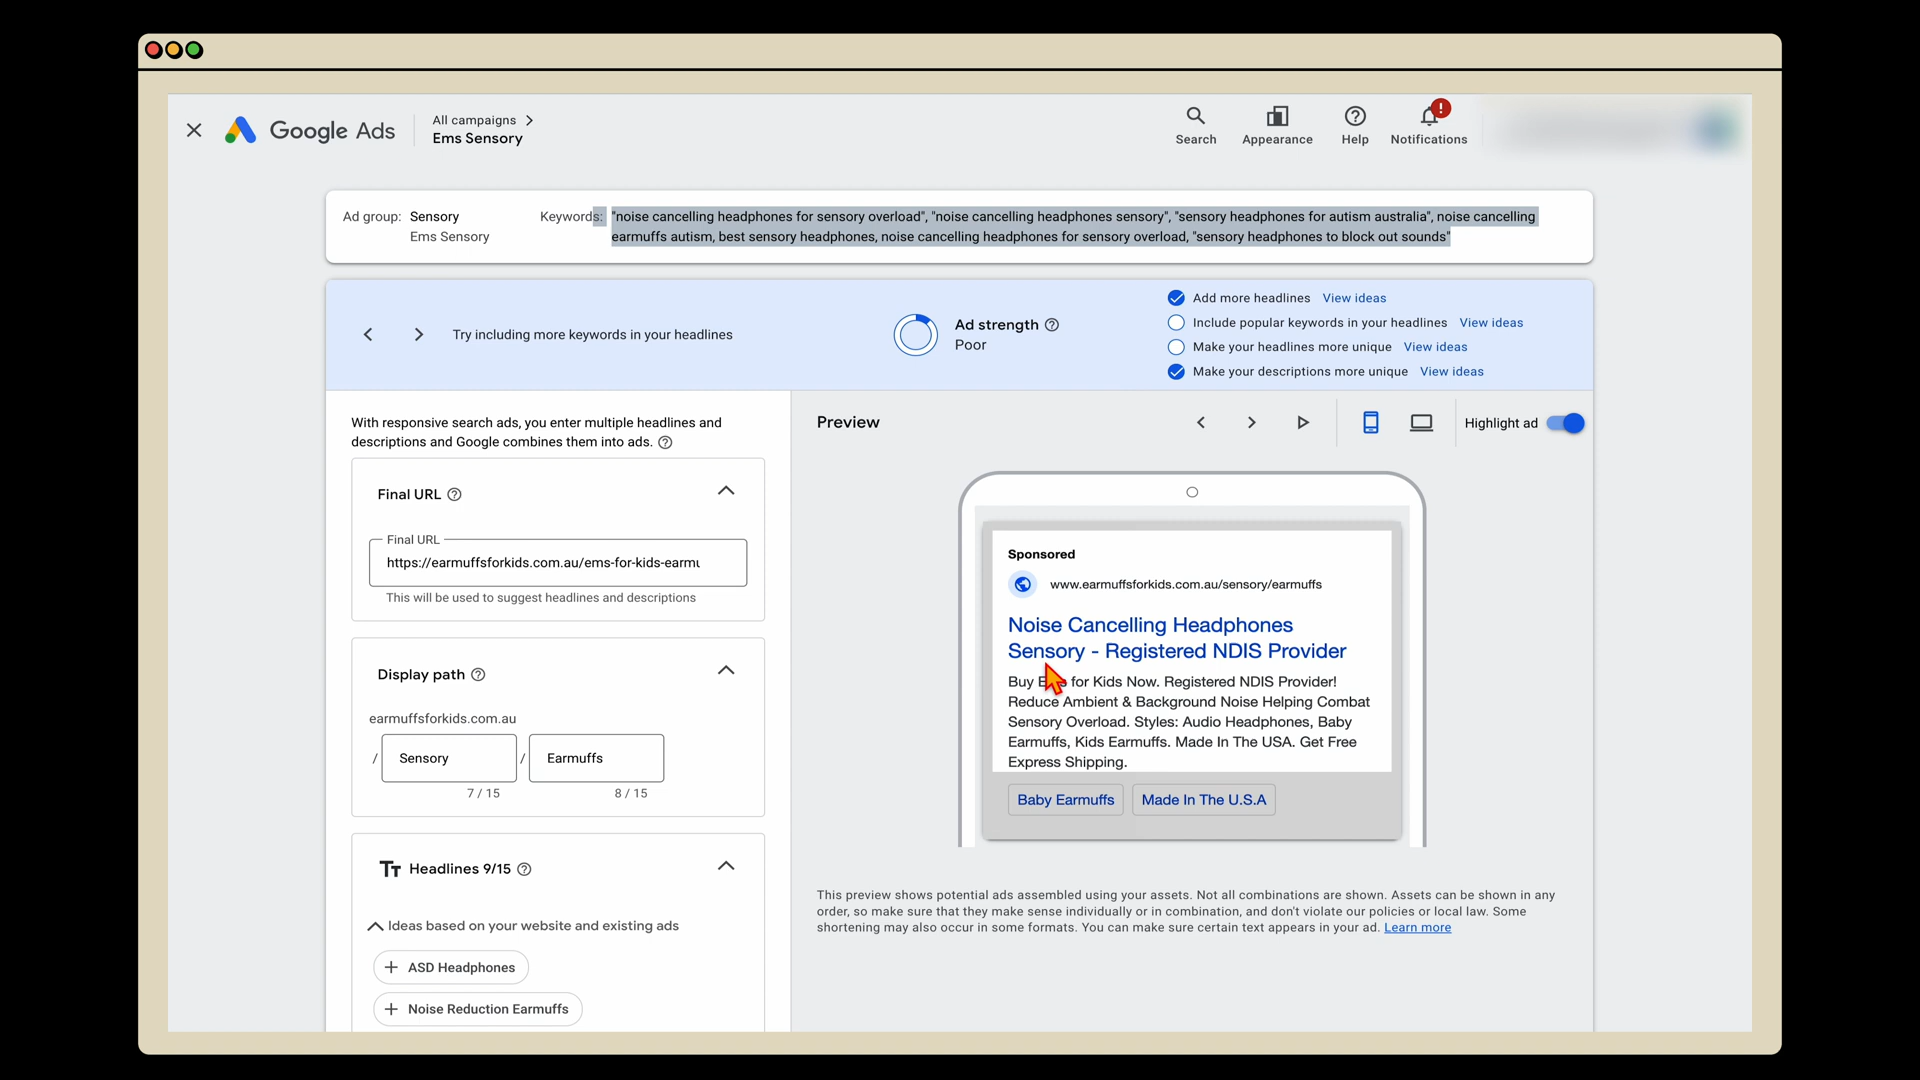 Google Ads
All campaigns
Ems Sensory
Search
Appearance
Help
Notifications
Ad group: Sensory
Ems Sensory
Keywords: "noise cancelling headphones for sensory overload", "noise cancelling headphones sensory", "sensory headphones for autism australia", noise cancelling
earmuffs autism, best sensory headphones, noise cancelling headphones for sensory overload, "sensory headphones to block out sounds"
Try including more keywords in your headlines
Ad strength
Poor
Add more headlines View ideas
Include popular keywords in your headlines View ideas
Make your headlines more unique View ideas
Make your descriptions more unique View ideas
With responsive search ads, you enter multiple headlines and
descriptions and Google combines them into ads.
Final URL
Final URL
https://earmuffsforkids.com.au/ems-for-kids-earmu
This will be used to suggest headlines and descriptions
Display path
earmuffsforkids.com.au
/ Sensory / Earmuffs
7 / 15 8 / 15
Headlines 9/15
Ideas based on your website and existing ads
ASD Headphones
Noise Reduction Earmuffs
Preview
Highlight ad
Sponsored
www.earmuffsforkids.com.au/sensory/earmuffs
Noise Cancelling Headphones
Sensory - Registered NDIS Provider
Buy for Kids Now. Registered NDIS Provider!
Reduce Ambient & Background Noise Helping Combat
Sensory Overload. Styles: Audio Headphones, Baby
Earmuffs, Kids Earmuffs. Made In The USA. Get Free
Express Shipping.
Baby Earmuffs
Made In The U.S.A
This preview shows potential ads assembled using your assets. Not all combinations are shown. Assets can be shown in any
order, so make sure that they make sense individually or in combination, and don't violate our policies or local law. Some
shortening may also occur in some formats. You can make sure certain text appears in your ad. Learn more